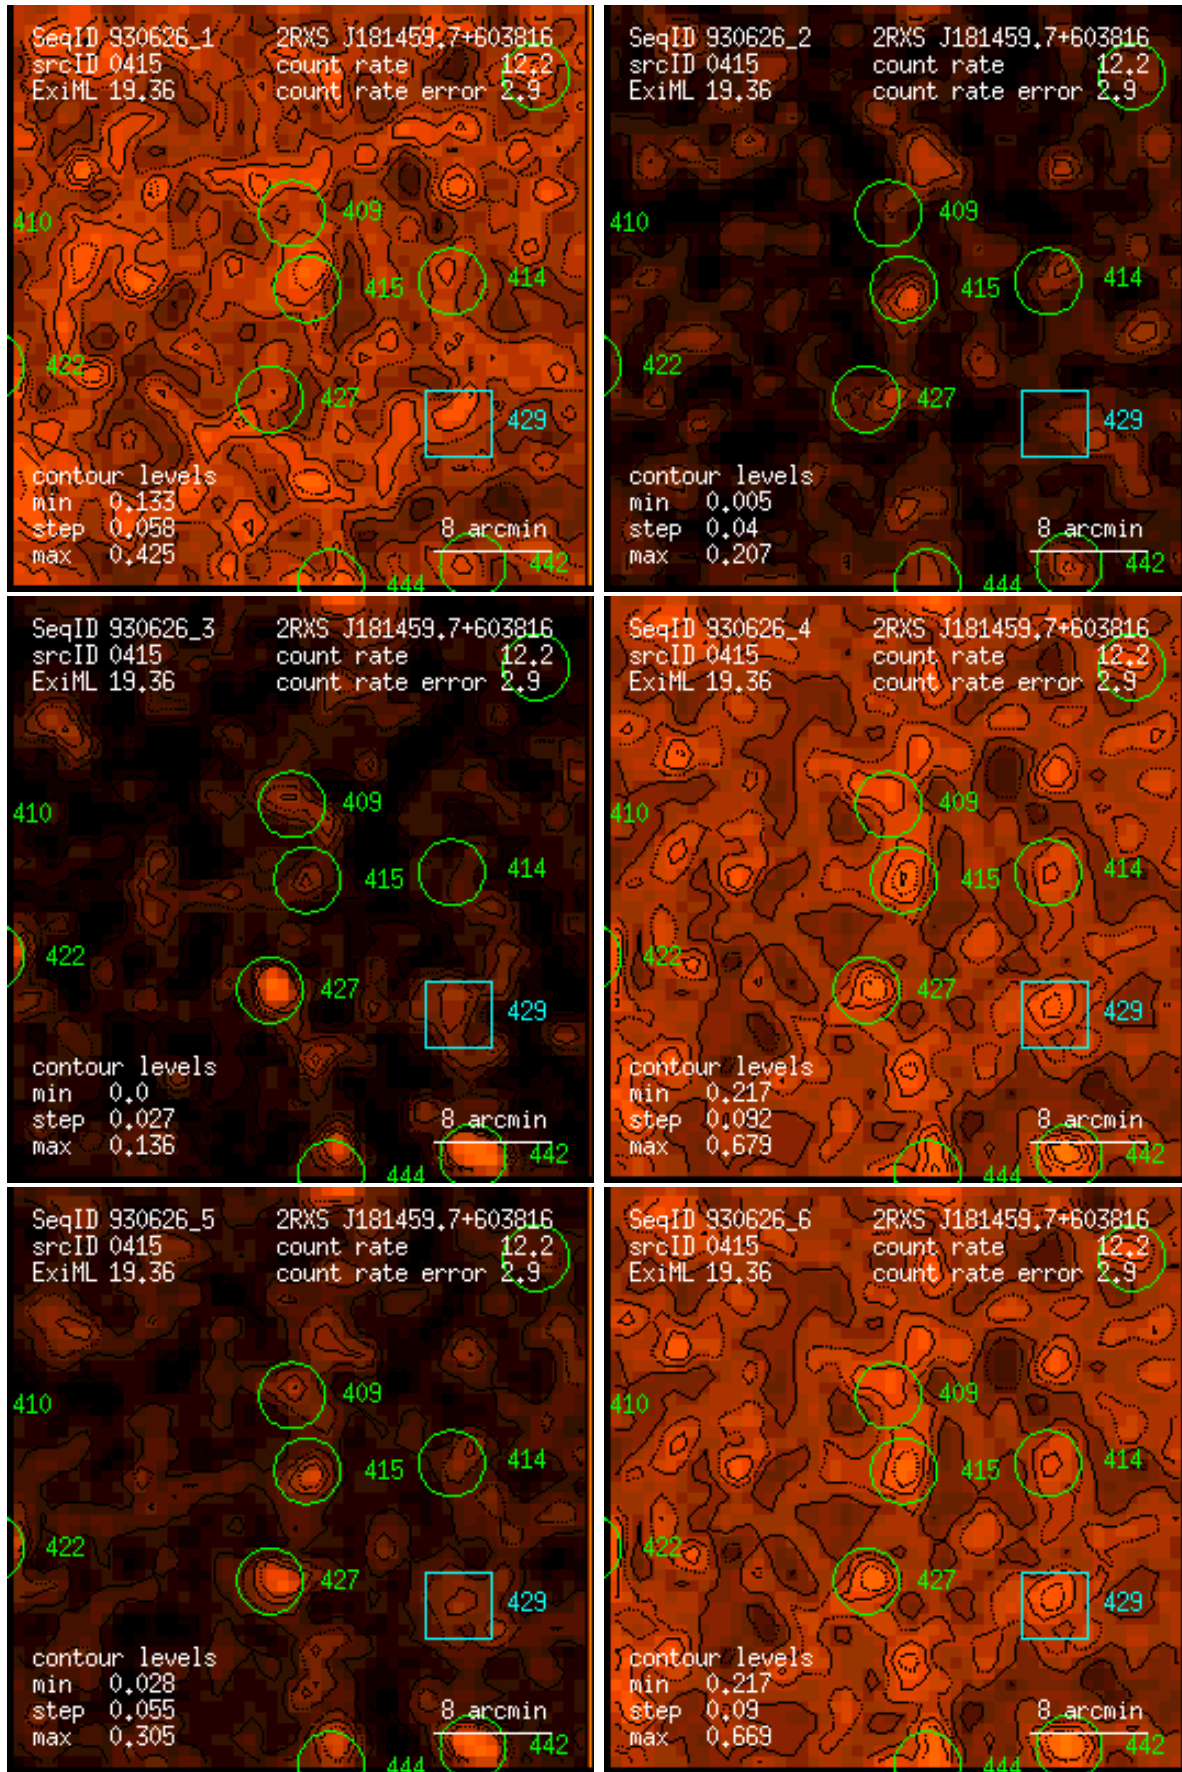 SeqID 930626_1 2RXS J181459.7+603816
srcID 0415 count rate 12.2
ExiML 19.36 count rate error 2.9
410 409
415 414
422
427 429
contour levels
min 0.133
step 0.058 8 arcmin
max 0.425 444 442
SeqID 930626_2 2RXS J181459.7+603816
srcID 0415 count rate 12.2
ExiML 19.36 count rate error 2.9
410 409
415 414
422
427 429
contour levels
min 0.005
step 0.04 8 arcmin
max 0.207 444 442
SeqID 930626_3 2RXS J181459.7+603816
srcID 0415 count rate 12.2
ExiML 19.36 count rate error 2.9
410 409
415 414
422
427 429
contour levels
min 0.0
step 0.027 8 arcmin
max 0.136 444 442
SeqID 930626_4 2RXS J181459.7+603816
srcID 0415 count rate 12.2
ExiML 19.36 count rate error 2.9
410 409
415 414
422
427 429
contour levels
min 0.217
step 0.092 8 arcmin
max 0.679 444 442
SeqID 930626_5 2RXS J181459.7+603816
srcID 0415 count rate 12.2
ExiML 19.36 count rate error 2.9
410 409
415 414
422
427 429
contour levels
min 0.028
step 0.055 8 arcmin
max 0.305 444 442
SeqID 930626_6 2RXS J181459.7+603816
srcID 0415 count rate 12.2
ExiML 19.36 count rate error 2.9
410 409
415 414
422
427 429
contour levels
min 0.217
step 0.09 8 arcmin
max 0.669 444 442